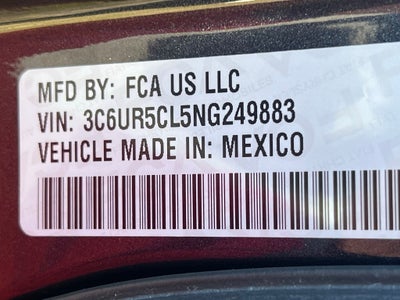 MFD BY: FCA US LLC
VIN: 3C6UR5CL5NG249883
VEHICLE MADE IN: MEXICO